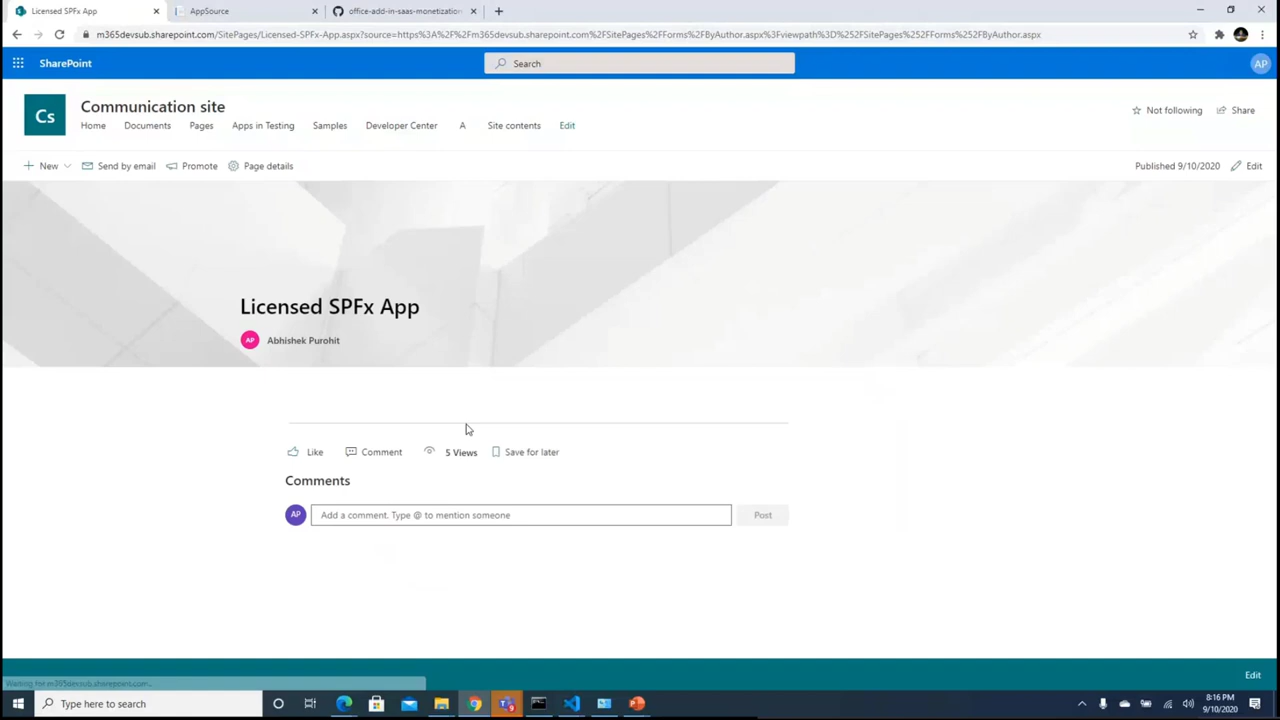 Licensed SPFx App
AppSource
office-add-in-saas-monetization
m365devsub.sharepoint.com/SitePages/Licensed-SPFx-App.aspx?source=https%3A%2F%2Fm365devsub.sharepoint.com%2FSitePages%2FForms%2FByAuthor.aspx%3Fviewpath%3D%252FSitePages%252FForms%252FByAuthor.aspx
SharePoint
Search
AP
Cs
Communication site
Home Documents Pages Apps in Testing Samples Developer Center A Site contents Edit
Not following Share
New Send by email Promote Page details
Published 9/10/2020 Edit
Licensed SPFx App
AP Abhishek Purohit
Like Comment 5 Views Save for later
Comments
AP Add a comment. Type @ to mention someone Post
Edit
Waiting for m365devsub.sharepoint.com...
Type here to search
8:16 PM
9/10/2020